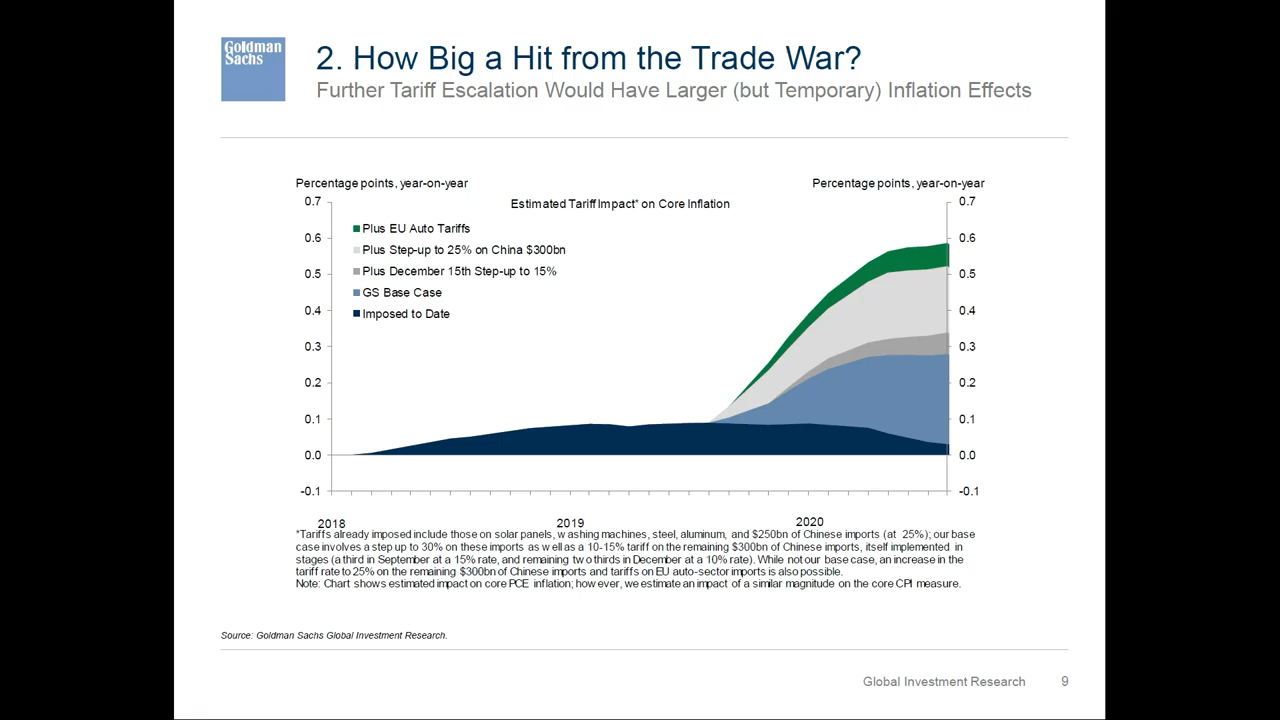 Goldman
Sachs
2. How Big a Hit from the Trade War?
Further Tariff Escalation Would Have Larger (but Temporary) Inflation Effects
Percentage points, year-on-year
Percentage points, year-on-year
Estimated Tariff Impact* on Core Inflation
0.7
0.6
0.5
0.4
0.3
0.2
0.1
0.0
-0.1
Plus EU Auto Tariffs
Plus Step-up to 25% on China $300bn
Plus December 15th Step-up to 15%
GS Base Case
Imposed to Date
0.7
0.6
0.5
0.4
0.3
0.2
0.1
0.0
-0.1
2018
2019
2020
*Tariffs already imposed include those on solar panels, washing machines, steel, aluminum, and $250bn of Chinese imports (at 25%); our base
case involves a step up to 30% on these imports as well as a 10-15% tariff on the remaining $300bn of Chinese imports, itself implemented in
stages (a third in September at a 15% rate, and remaining two thirds in December at a 10% rate). While not our base case, an increase in the
tariff rate to 25% on the remaining $300bn of Chinese imports and tariffs on EU auto-sector imports is also possible.
Note: Chart shows estimated impact on core PCE inflation; however, we estimate an impact of a similar magnitude on the core CPI measure.
Source: Goldman Sachs Global Investment Research.
Global Investment Research
9